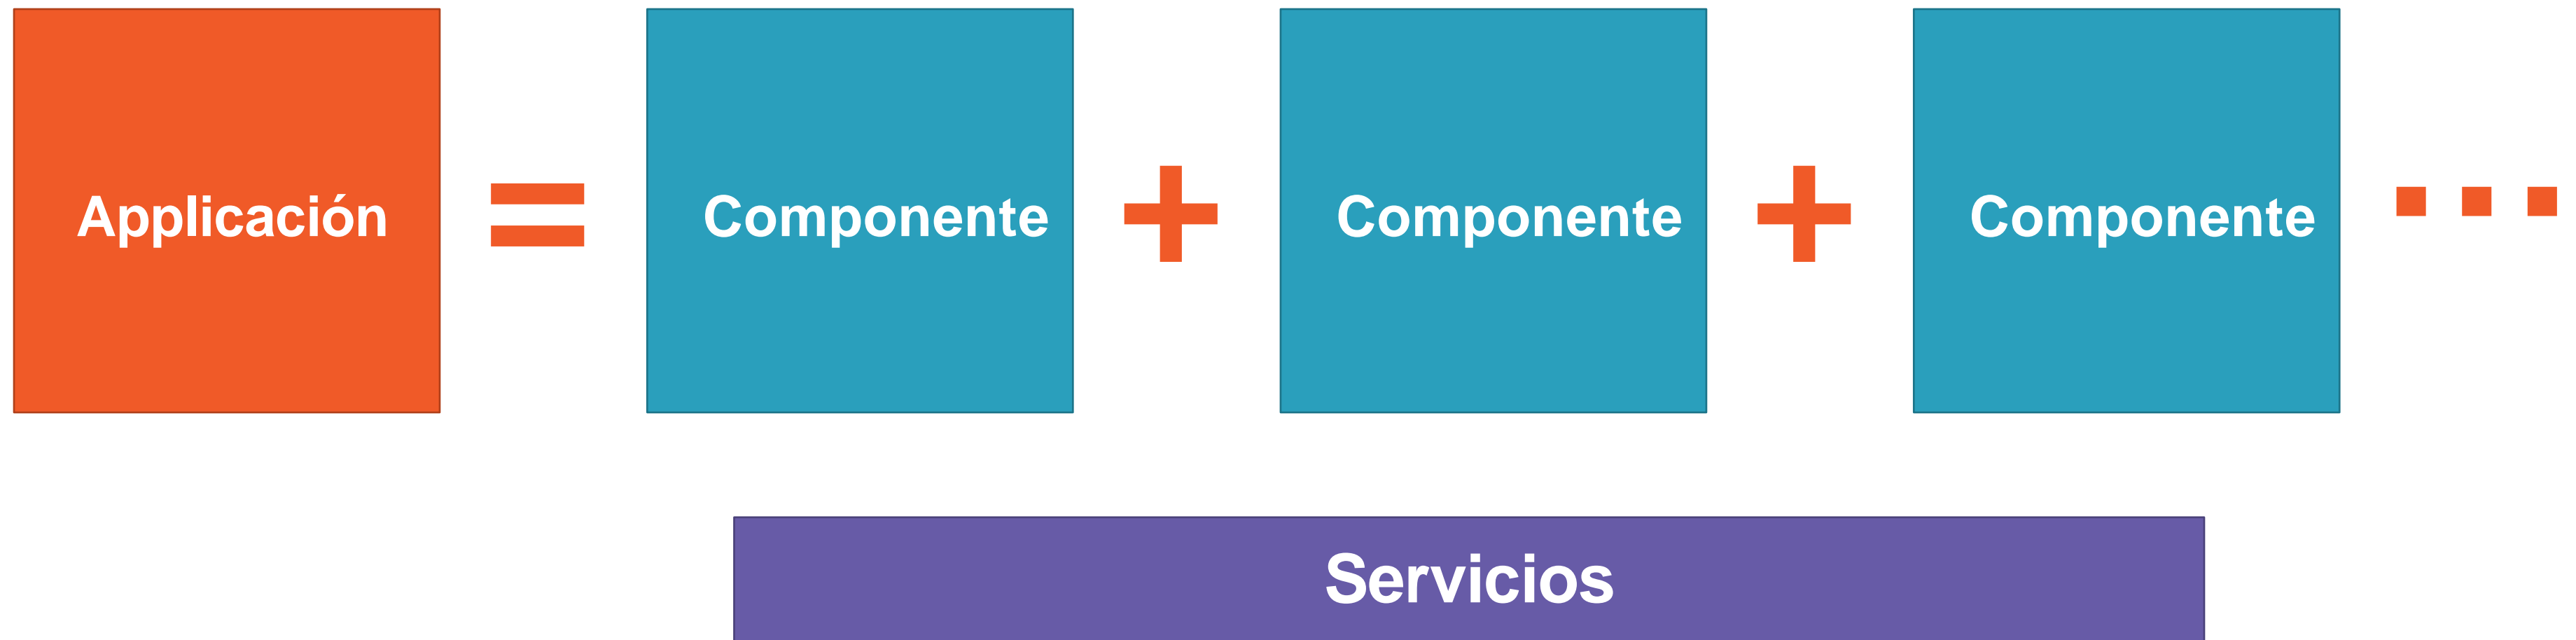 Applicación = Componente + Componente + Componente ...
Servicios